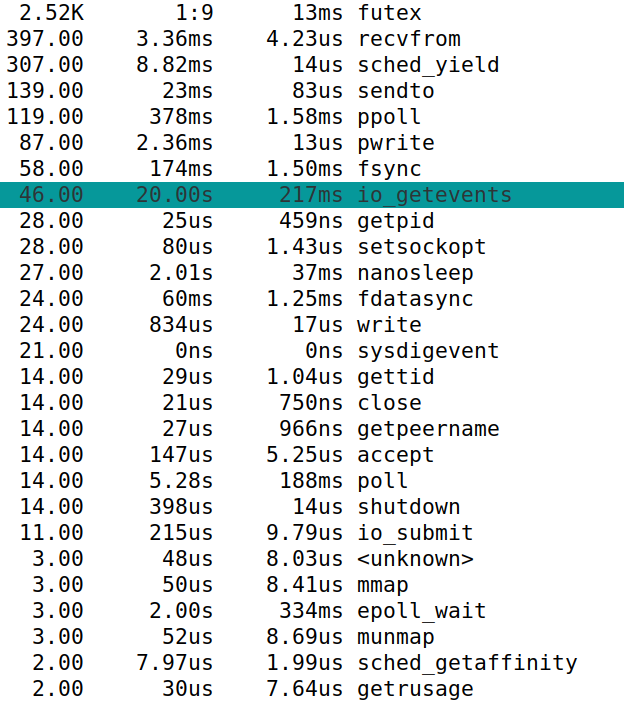 2.52K 1:9 13ms futex
397.00 3.36ms 4.23us recvfrom
307.00 8.82ms 14us sched_yield
139.00 23ms 83us sendto
119.00 378ms 1.58ms ppoll
87.00 2.36ms 13us pwrite
58.00 174ms 1.50ms fsync
46.00 20.00s 217ms io_getevents
28.00 25us 459ns getpid
28.00 80us 1.43us setsockopt
27.00 2.01s 37ms nanosleep
24.00 60ms 1.25ms fdatasync
24.00 834us 17us write
21.00 0ns 0ns sysdigevent
14.00 29us 1.04us gettid
14.00 21us 750ns close
14.00 27us 966ns getpeername
14.00 147us 5.25us accept
14.00 5.28s 188ms poll
14.00 398us 14us shutdown
11.00 215us 9.79us io_submit
3.00 48us 8.03us <unknown>
3.00 50us 8.41us mmap
3.00 2.00s 334ms epoll_wait
3.00 52us 8.69us munmap
2.00 7.97us 1.99us sched_getaffinity
2.00 30us 7.64us getrusage